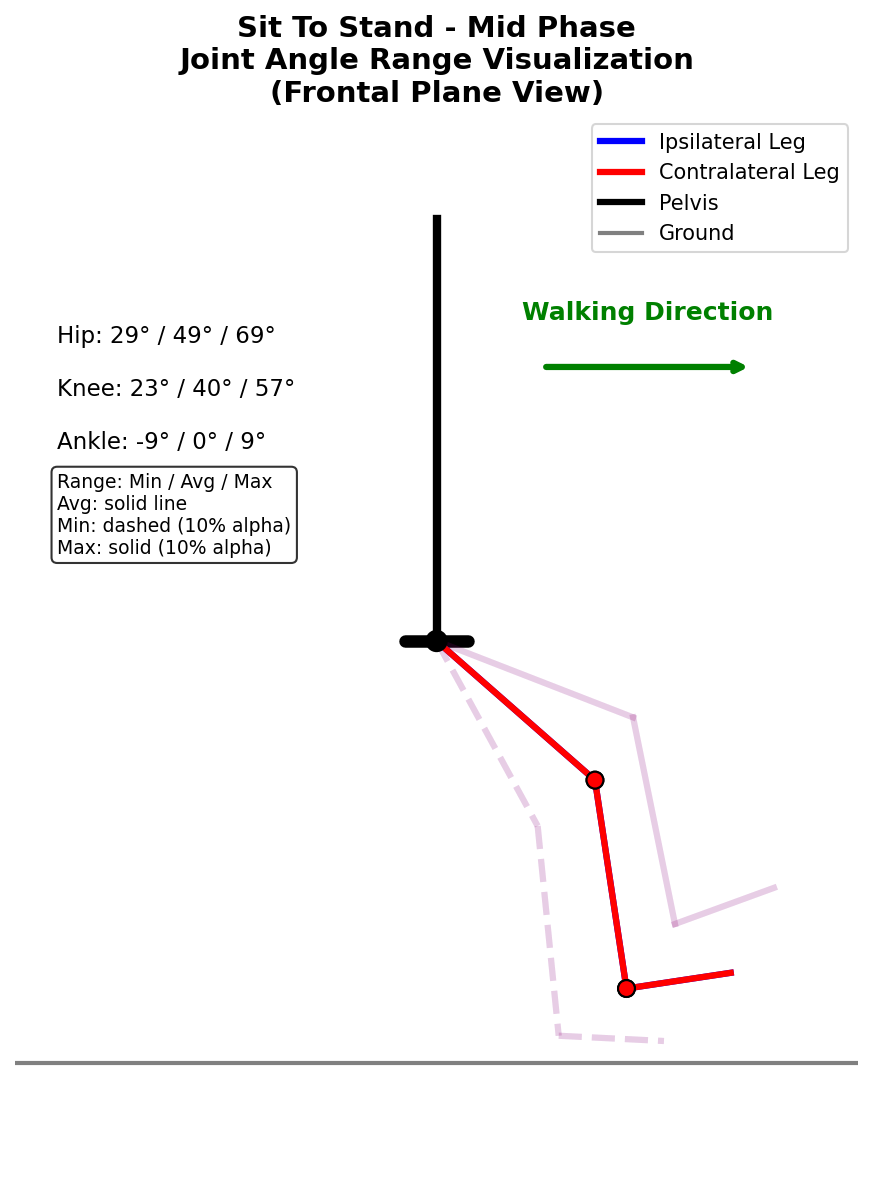 Sit To Stand - Mid Phase
Joint Angle Range Visualization
(Frontal Plane View)
Ipsilateral Leg
Contralateral Leg
Pelvis
Ground
Walking Direction
Hip: 29° / 49° / 69°
Knee: 23° / 40° / 57°
Ankle: -9° / 0° / 9°
Range: Min / Avg / Max
Avg: solid line
Min: dashed (10% alpha)
Max: solid (10% alpha)